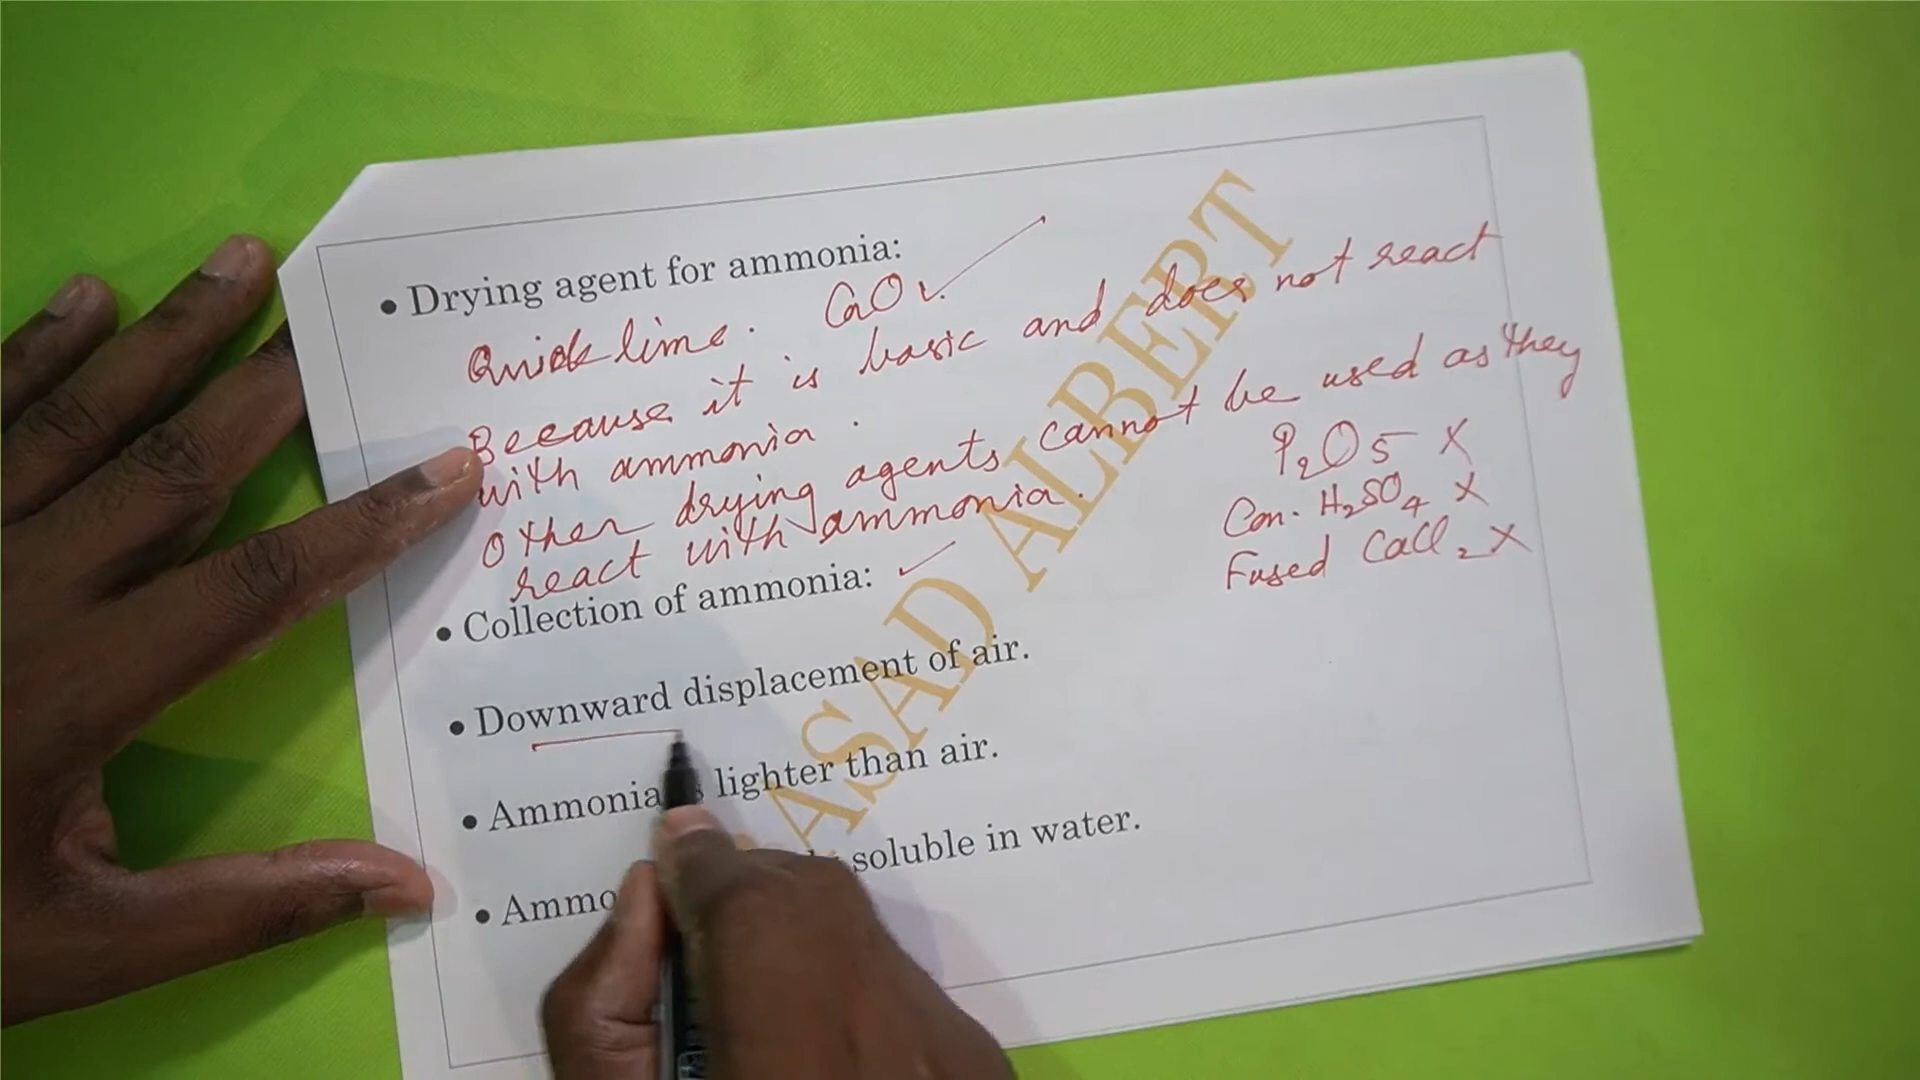 • Drying agent for ammonia:
Quick lime. CaO
Because it is basic and does not react
with ammonia.
Other drying agents cannot be used as they
react with ammonia.
P₂O₅ X
Con. H₂SO₄ X
Fused CaCl₂ X
• Collection of ammonia:
• Downward displacement of air.
• Ammonia lighter than air.
• soluble in water.
ASAD ALBERT